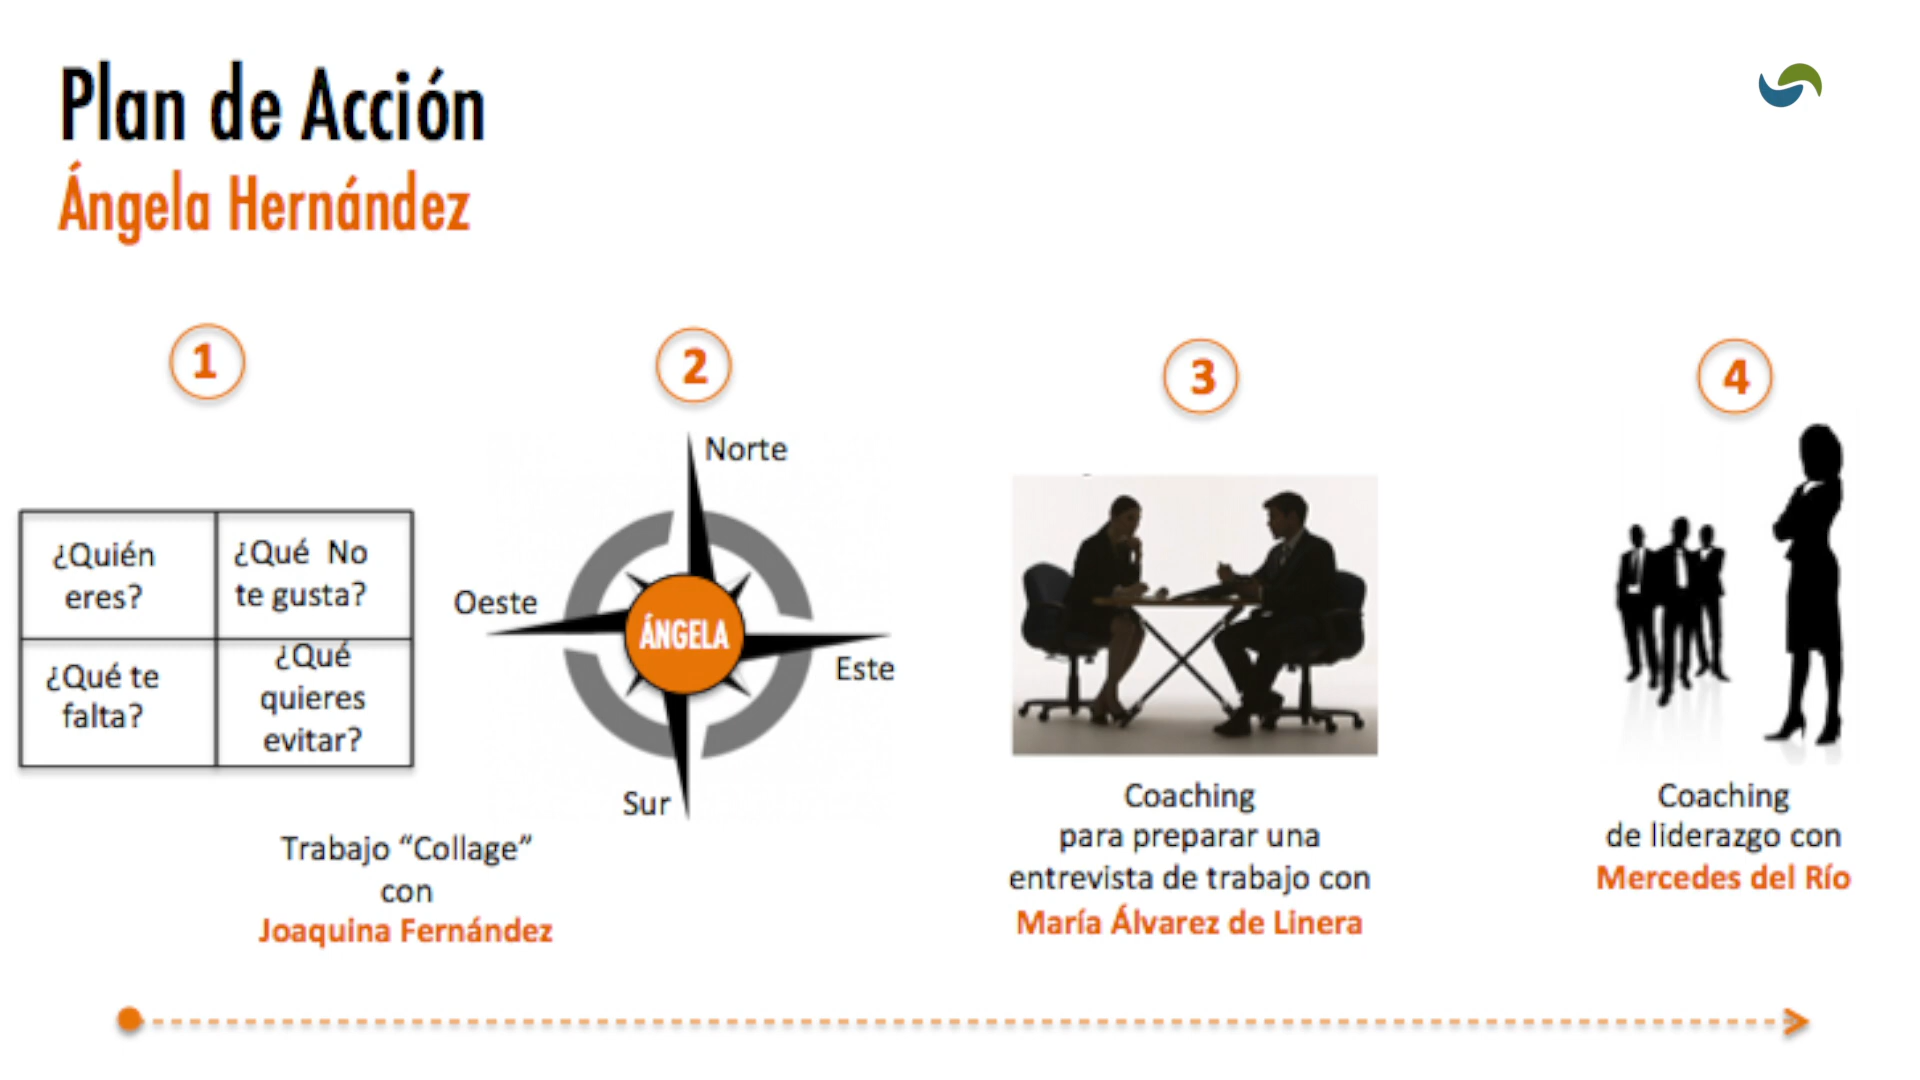 Plan de Acción
Ángela Hernández
1
2
3
4
¿Quién
eres?
¿Qué No
te gusta?
¿Qué te
falta?
¿Qué
quieres
evitar?
Norte
Oeste
ÁNGELA
Este
Sur
Trabajo “Collage”
con
Joaquina Fernández
Coaching
para preparar una
entrevista de trabajo con
María Álvarez de Linera
Coaching
de liderazgo con
Mercedes del Río